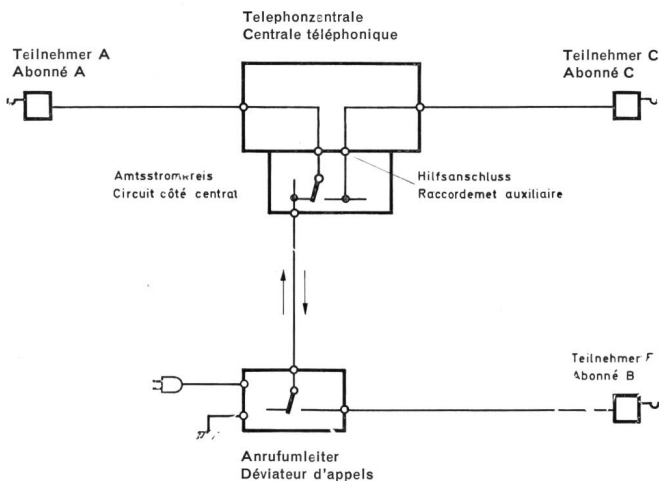 Telephonzentrale
Centrale téléphonique
Teilnehmer A
Abonné A
Teilnehmer C
Abonné C
Amtsstromkreis
Circuit côté central
Hilfsanschluss
Raccordemet auxiliaire
Teilnehmer
Abonné B
Anrufumleiter
Déviateur d'appels